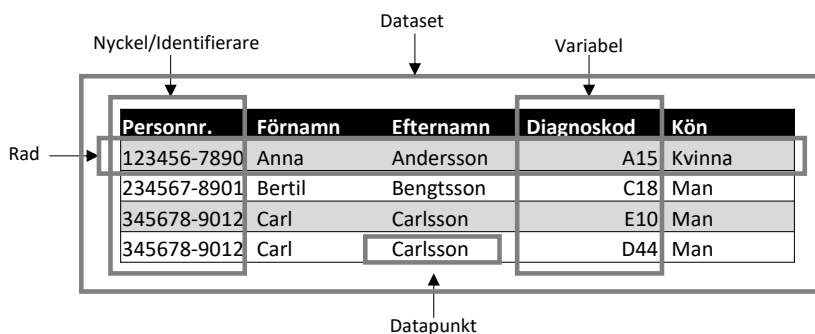 Dataset
Nyckel/Identifierare Variabel
Personnr. Förnamn Efternamn Diagnoskod Kön
Rad 123456-7890 Anna Andersson A15 Kvinna
234567-8901 Bertil Bengtsson C18 Man
345678-9012 Carl Carlsson E10 Man
345678-9012 Carl Carlsson D44 Man
Datapunkt